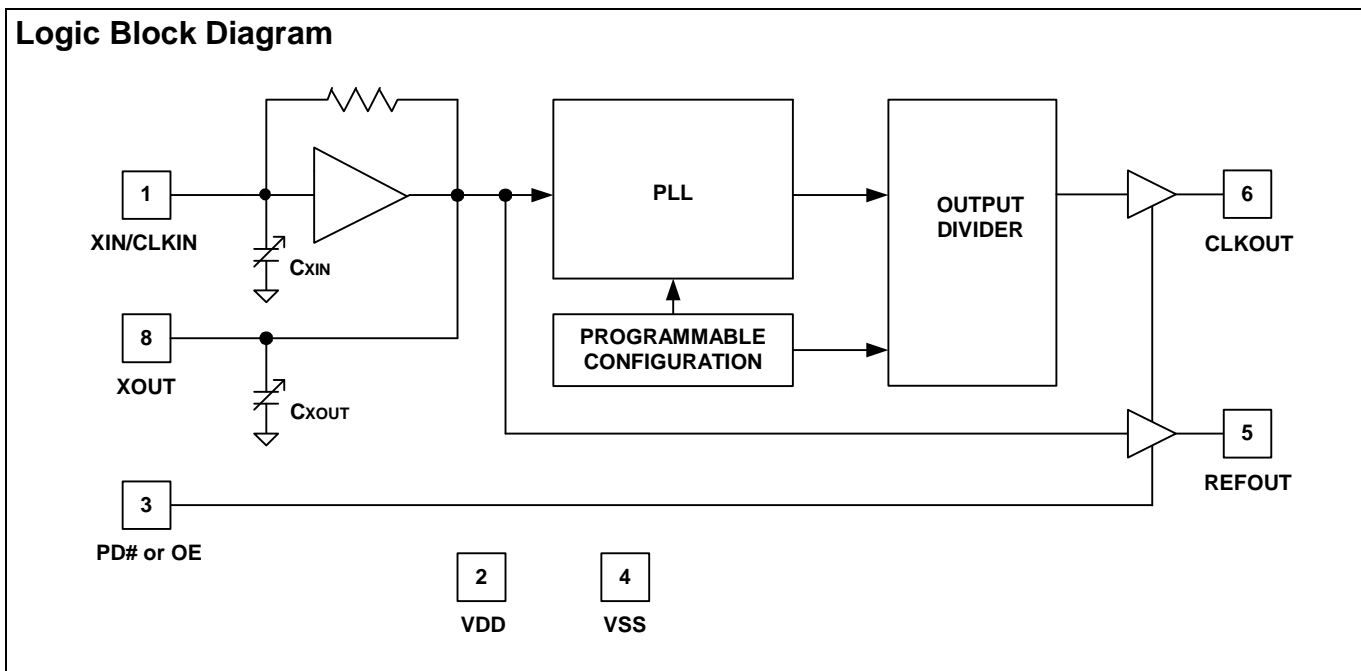 Logic Block Diagram
1
XIN/CLKIN
CXIN
PLL
OUTPUT
DIVIDER
6
CLKOUT
8
XOUT
CXOUT
PROGRAMMABLE
CONFIGURATION
5
REFOUT
3
PD# or OE
2
VDD
4
VSS